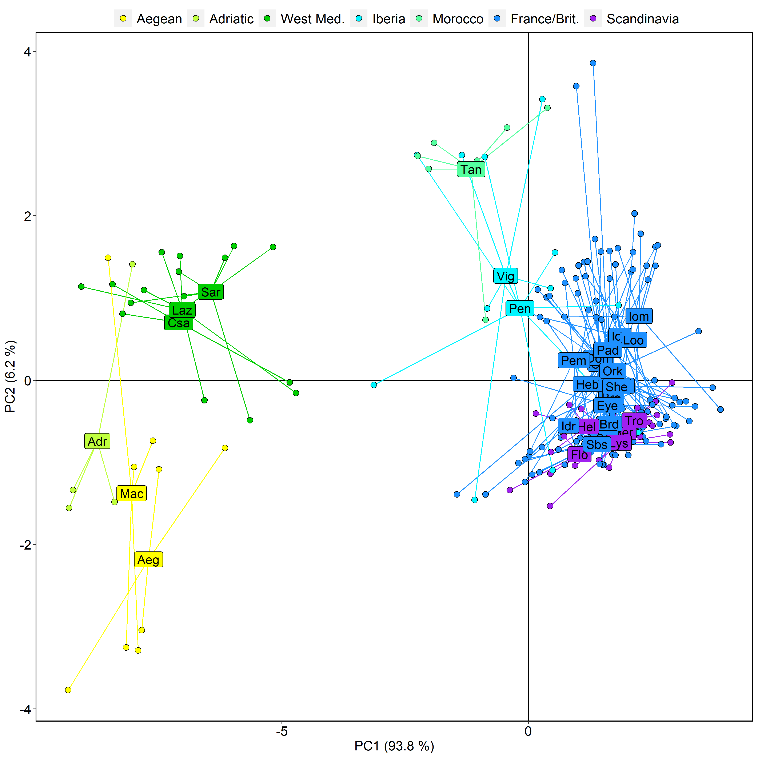 Aegean Adriatic West Med. Iberia Morocco France/Brit. Scandinavia
4
Tan
2
Vig
Sar
Pen
Laz
Iom
Csa
Loo
Pad
Pem
Ork
0
Heb
She
Eye
Tro
Idr
Hel
Brd
Adr
Sbs
Flo
Mac
-2
Aeg
-4
-5
0
PC1 (93.8 %)
PC2 (6.2 %)